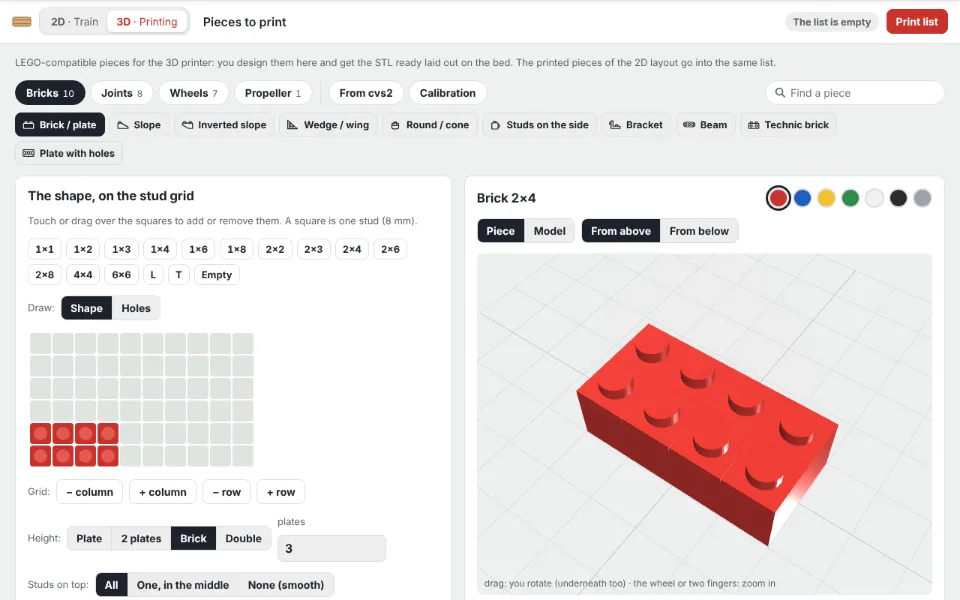 2D · Train 3D · Printing Pieces to print The list is empty Print list
LEGO-compatible pieces for the 3D printer: you design them here and get the STL ready laid out on the bed. The printed pieces of the 2D layout go into the same list.
Bricks 10 Joints 8 Wheels 7 Propeller 1 From cvs2 Calibration Find a piece
Brick / plate Slope Inverted slope Wedge / wing Round / cone Studs on the side Bracket Beam Technic brick
Plate with holes
The shape, on the stud grid
Touch or drag over the squares to add or remove them. A square is one stud (8 mm).
1×1 1×2 1×3 1×4 1×6 1×8 2×2 2×3 2×4 2×6
2×8 4×4 6×6 L T Empty
Draw: Shape Holes
Grid: – column + column – row + row
plates
Height: Plate 2 plates Brick Double 3
Studs on top: All One, in the middle None (smooth)
Brick 2×4
Piece Model From above From below
drag: you rotate (underneath too) · the wheel or two fingers: zoom in